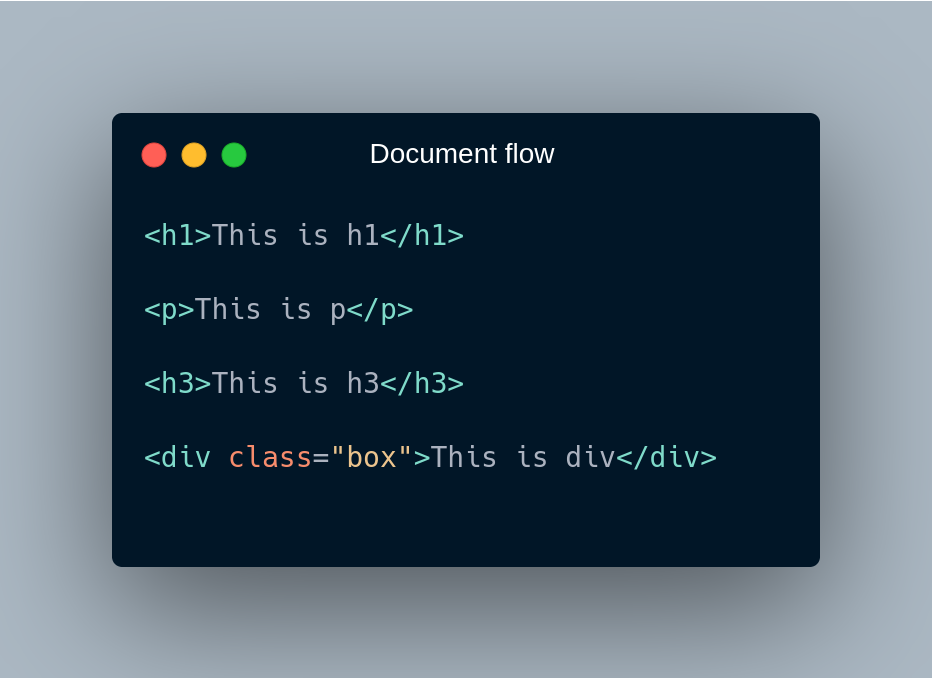 Document flow
<h1>This is h1</h1>
<p>This is p</p>
<h3>This is h3</h3>
<div class="box">This is div</div>